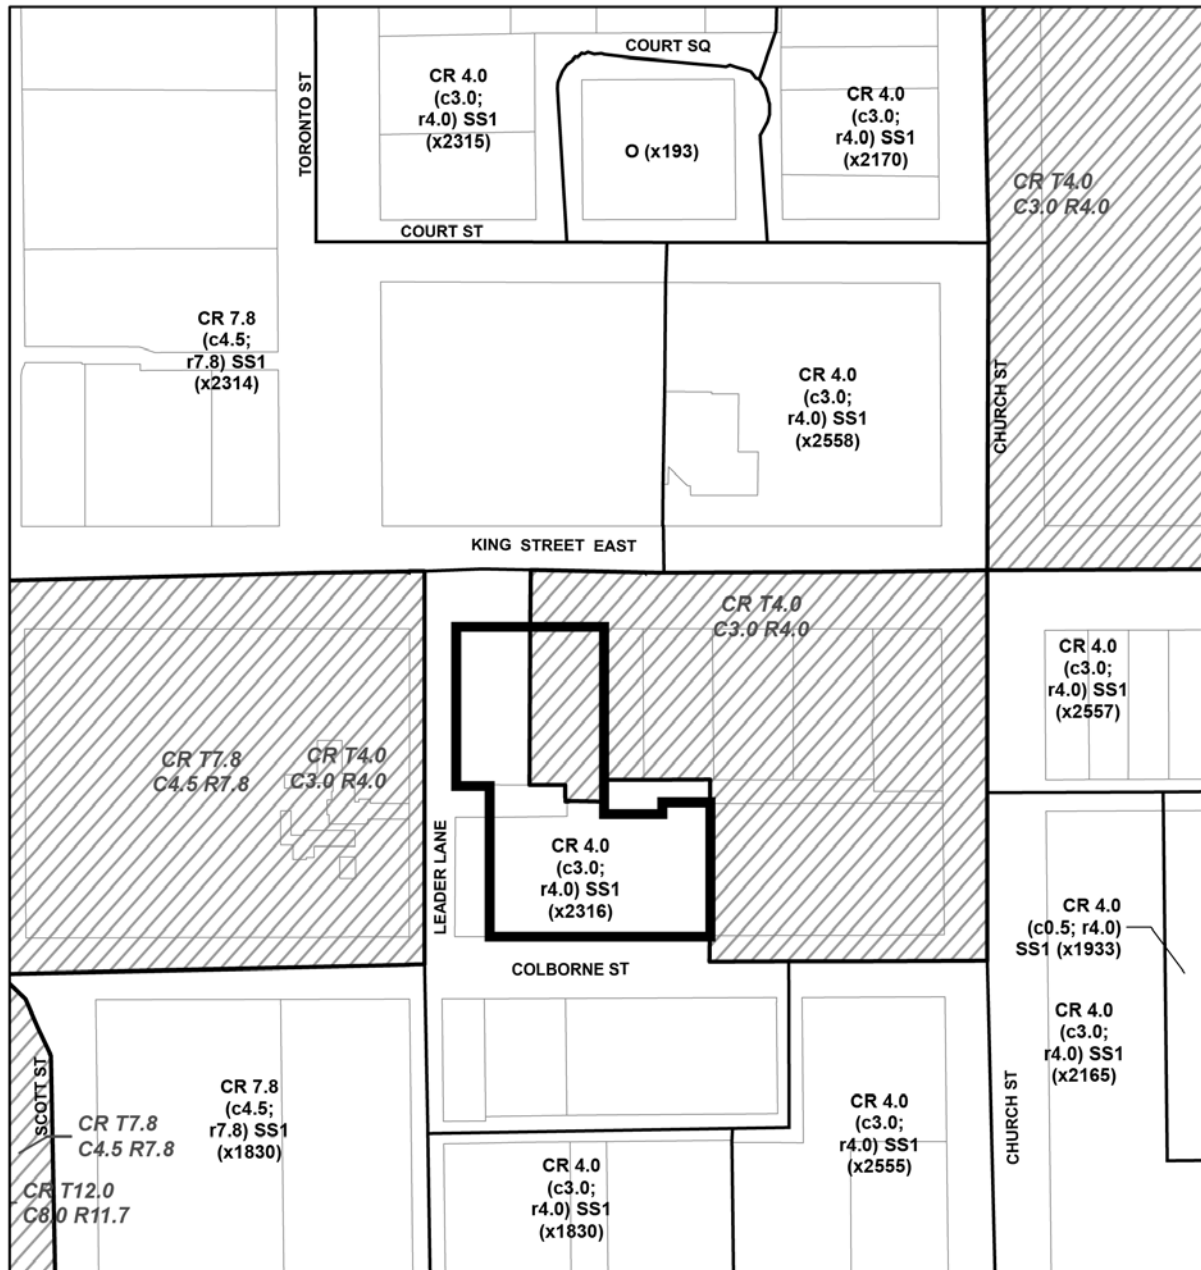 COURT SQ
TORONTO ST
CR 4.0
(c3.0;
r4.0) SS1
(x2315)
O (x193)
CR 4.0
(c3.0;
r4.0) SS1
(x2170)
CR T4.0
C3.0 R4.0
COURT ST
CR 7.8
(c4.5;
r7.8) SS1
(x2314)
CR 4.0
(c3.0;
r4.0) SS1
(x2558)
CHURCH ST
KING STREET EAST
CR T4.0
C3.0 R4.0
CR 4.0
(c3.0;
r4.0) SS1
(x2557)
CR T7.8
C4.5 R7.8
CR T4.0
C3.0 R4.0
LEADER LANE
CR 4.0
(c3.0;
r4.0) SS1
(x2316)
CR 4.0
(c0.5; r4.0)
SS1 (x1933)
COLBORNE ST
CR 4.0
(c3.0;
r4.0) SS1
(x2165)
SCOTT ST
CR 7.8
(c4.5;
r7.8) SS1
(x1830)
CR T7.8
C4.5 R7.8
CR T12.0
C8.0 R11.7
CR 4.0
(c3.0;
r4.0) SS1
(x1830)
CR 4.0
(c3.0;
r4.0) SS1
(x2555)
CHURCH ST